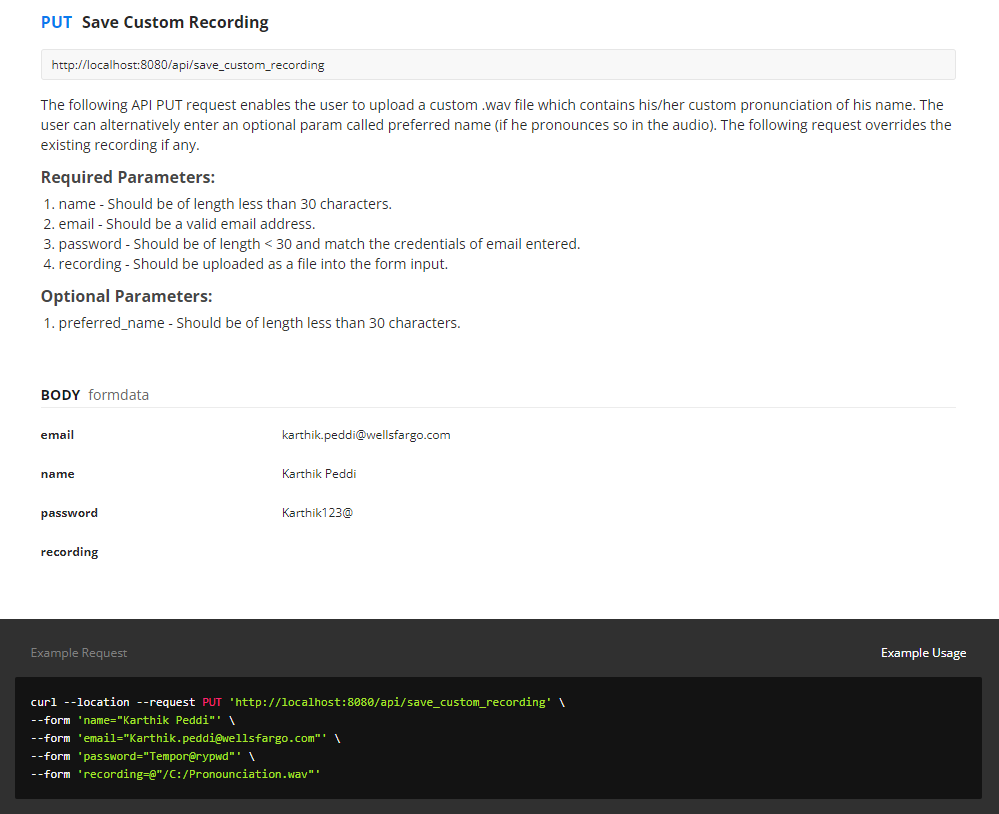 PUT Save Custom Recording
http://localhost:8080/api/save_custom_recording
The following API PUT request enables the user to upload a custom .wav file which contains his/her custom pronunciation of his name. The
user can alternatively enter an optional param called preferred name (if he pronounces so in the audio). The following request overrides the
existing recording if any.
Required Parameters:
1. name - Should be of length less than 30 characters.
2. email - Should be a valid email address.
3. password - Should be of length < 30 and match the credentials of email entered.
4. recording - Should be uploaded as a file into the form input.
Optional Parameters:
1. preferred_name - Should be of length less than 30 characters.
BODY formdata
email karthik.peddi@wellsfargo.com
name Karthik Peddi
password Karthik123@
recording
Example Request Example Usage
curl --location --request PUT 'http://localhost:8080/api/save_custom_recording' \
--form 'name="Karthik Peddi"' \
--form 'email="Karthik.peddi@wellsfargo.com"' \
--form 'password="Tempor@rypwd"' \
--form 'recording=@"/C:/Pronounciation.wav"'